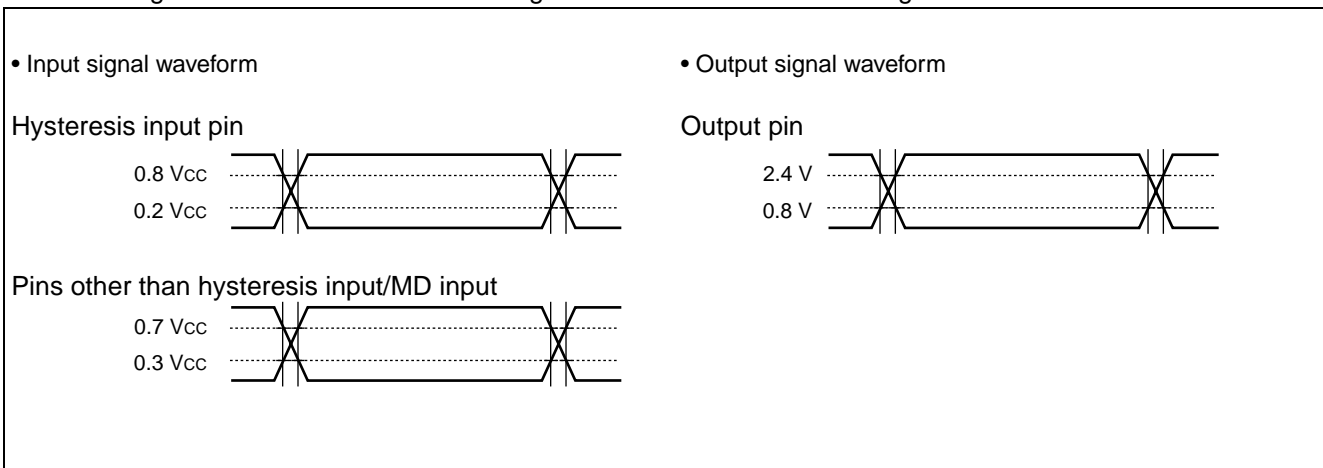 • Input signal waveform
Hysteresis input pin
0.8 VCC
0.2 VCC
Pins other than hysteresis input/MD input
0.7 VCC
0.3 VCC
• Output signal waveform
Output pin
2.4 V
0.8 V